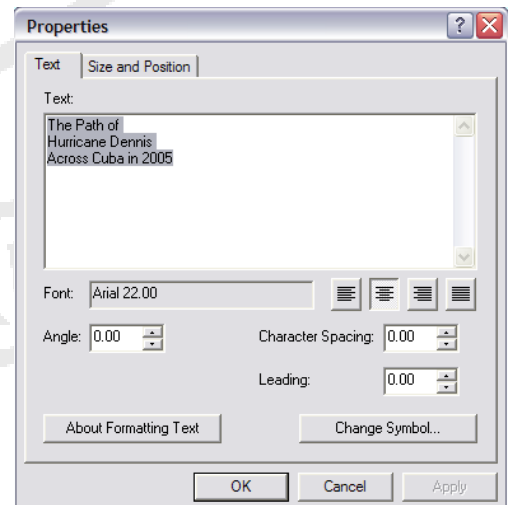 Properties
?
Text Size and Position
Text:
The Path of
Hurricane Dennis
Across Cuba in 2005
Font: Arial 22.00
Angle: 0.00 Character Spacing: 0.00
Leading: 0.00
About Formatting Text Change Symbol...
OK Cancel Apply